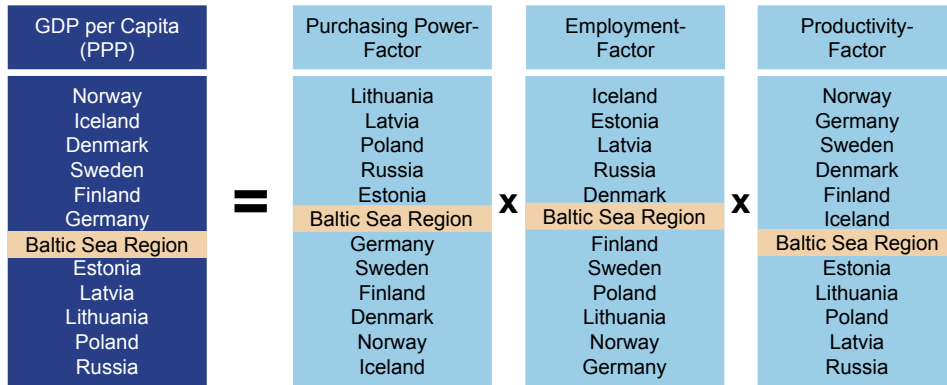 GDP per Capita
(PPP)
Norway
Iceland
Denmark
Sweden
Finland
Germany
Baltic Sea Region
Estonia
Latvia
Lithuania
Poland
Russia
=
Purchasing Power-
Factor
Lithuania
Latvia
Poland
Russia
Estonia
Baltic Sea Region
Germany
Sweden
Finland
Denmark
Norway
Iceland
x
Employment-
Factor
Iceland
Estonia
Latvia
Russia
Denmark
Baltic Sea Region
Finland
Sweden
Poland
Lithuania
Norway
Germany
x
Productivity-
Factor
Norway
Germany
Sweden
Denmark
Finland
Iceland
Baltic Sea Region
Estonia
Lithuania
Poland
Latvia
Russia